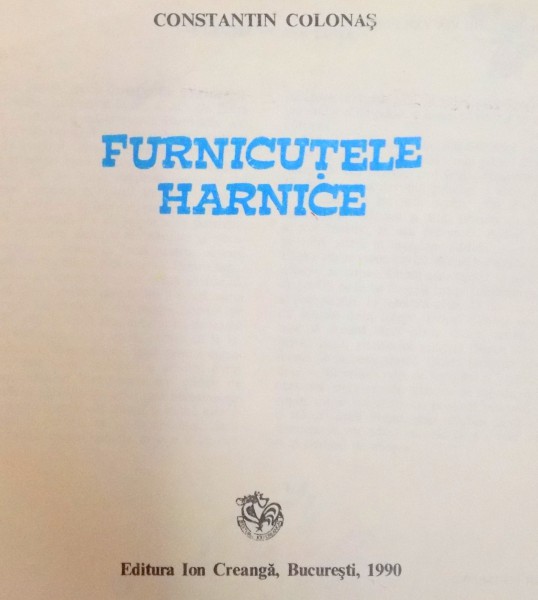 CONSTANTIN COLONAȘ
FURNICUȚELE
HARNICE
Editura Ion Creangă, București, 1990